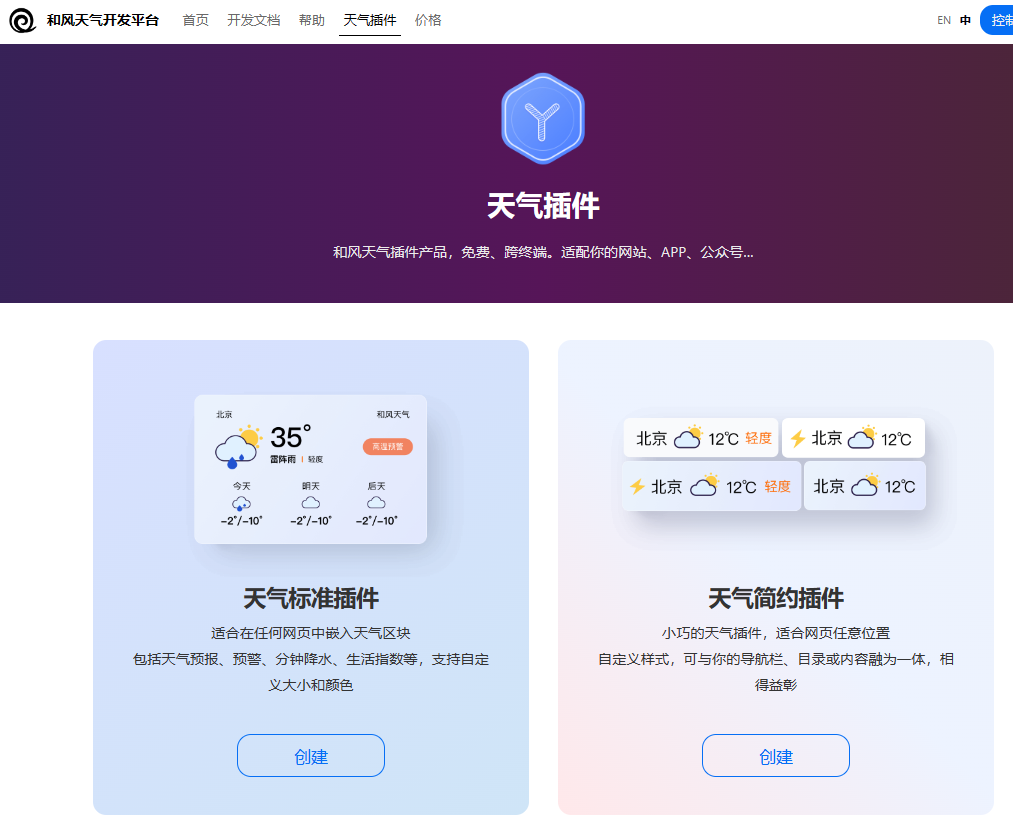 和风天气开发平台 首页 开发文档 帮助 天气插件 价格 EN 中 控制
天气插件
和风天气插件产品，免费、跨终端。适配你的网站、APP、公众号...
北京 和风天气
35°
高温预警
雷阵雨 轻度
今天 明天 后天
-2°/-10° -2°/-10° -2°/-10°
天气标准插件
适合在任何网页中嵌入天气区块
包括天气预报、预警、分钟降水、生活指数等，支持自定
义大小和颜色
创建
北京 12℃ 轻度 北京 12℃
北京 12℃ 轻度 北京 12℃
天气简约插件
小巧的天气插件，适合网页任意位置
自定义样式，可与你的导航栏、目录或内容融为一体，相
得益彰
创建